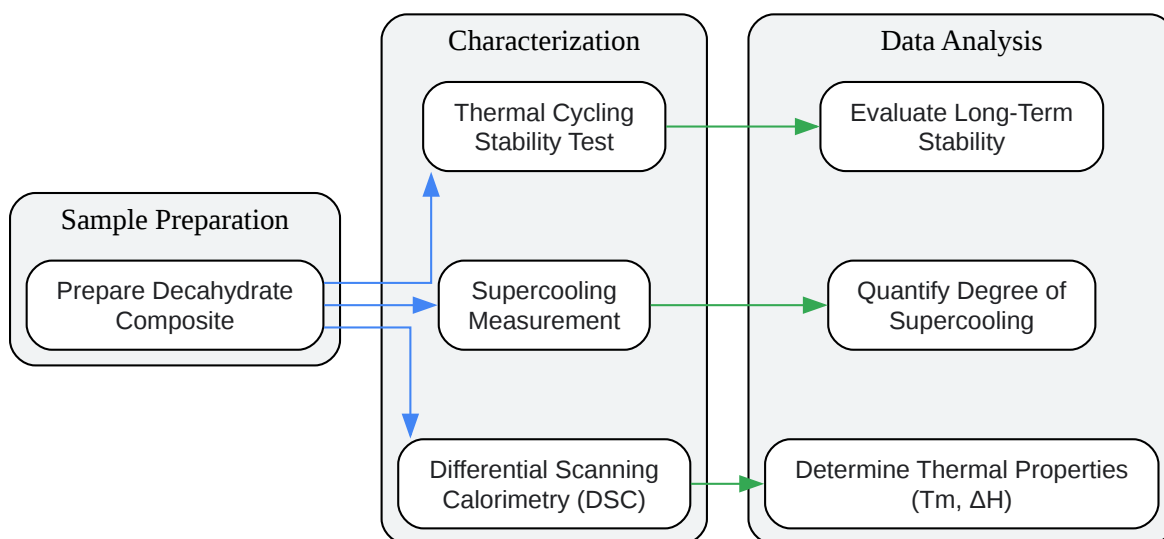 Sample Preparation
Prepare Decahydrate
Composite
Characterization
Thermal Cycling
Stability Test
Supercooling
Measurement
Differential Scanning
Calorimetry (DSC)
Data Analysis
Evaluate Long-Term
Stability
Quantify Degree of
Supercooling
Determine Thermal Properties
(Tm, ΔH)